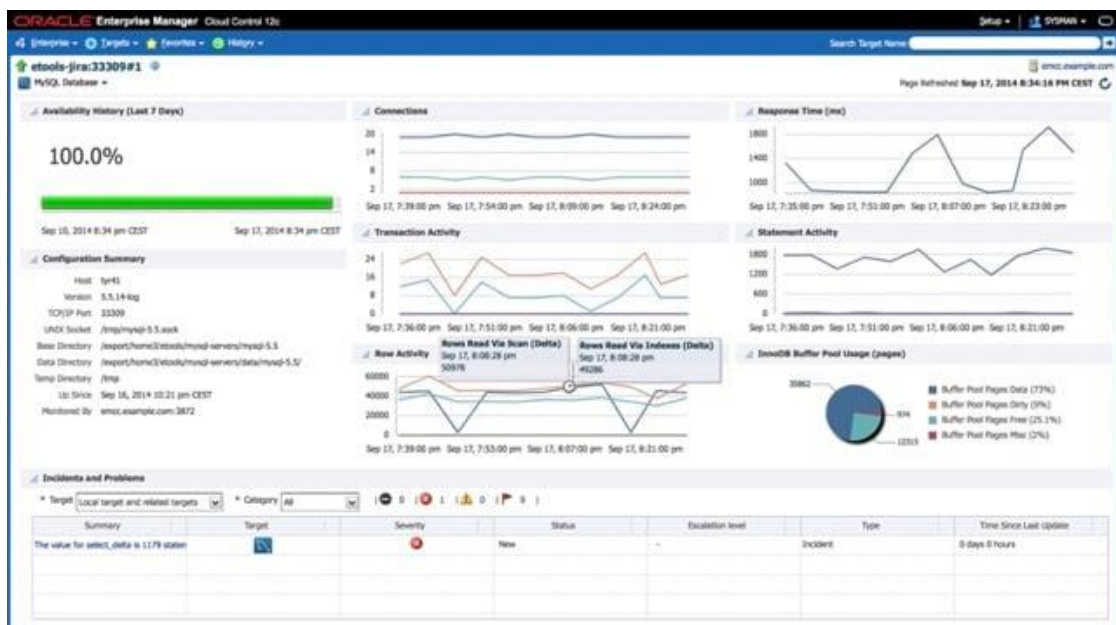 ORACLE Enterprise Manager Cloud Control 12c
Setup
SYSMAN
Enterprise
Targets
Favorites
History
Search Target Name
etools-jira:33309#1
emcc.example.com
MySQL Database
Page Refreshed Sep 17, 2014 8:34:16 PM CEST
Availability History (Last 7 Days)
100.0%
Sep 10, 2014 8:34 pm CEST
Sep 17, 2014 8:34 pm CEST
Configuration Summary
Host tyr41
Version 5.5.14-log
TCP/IP Port 33309
UNIX Socket /tmp/mysql-5.5.sock
Base Directory /export/home3/etools/mysql-servers/mysql-5.5
Data Directory /export/home3/etools/mysql-servers/data/mysql-5.5/
Temp Directory /tmp
Up Since Sep 16, 2014 10:21 pm CEST
Monitored By emcc.example.com:3872
Connections
20
14
8
2
Sep 17, 7:39:00 pm Sep 17, 7:54:00 pm Sep 17, 8:09:00 pm Sep 17, 8:24:00 pm
Transaction Activity
24
16
8
0
Sep 17, 7:36:00 pm Sep 17, 7:51:00 pm Sep 17, 8:06:00 pm Sep 17, 8:21:00 pm
Row Activity
Rows Read Via Scan (Delta)
Sep 17, 8:08:28 pm
50978
Rows Read Via Indexes (Delta)
Sep 17, 8:08:28 pm
49286
60000
40000
20000
0
Sep 17, 7:39:00 pm Sep 17, 7:53:00 pm Sep 17, 8:07:00 pm Sep 17, 8:21:00 pm
Response Time (ms)
1800
1400
1000
Sep 17, 7:35:00 pm Sep 17, 7:51:00 pm Sep 17, 8:07:00 pm Sep 17, 8:23:00 pm
Statement Activity
1800
1200
600
0
Sep 17, 7:36:00 pm Sep 17, 7:51:00 pm Sep 17, 8:06:00 pm Sep 17, 8:21:00 pm
InnoDB Buffer Pool Usage (pages)
35862
974
12315
Buffer Pool Pages Data (73%)
Buffer Pool Pages Dirty (0%)
Buffer Pool Pages Free (25.1%)
Buffer Pool Pages Misc (2%)
Incidents and Problems
* Target Local target and related targets
* Category All
0
1
0
Summary Target Severity Status Escalation level Type Time Since Last Update
The value for select_delta is 1179 staten
New - Incident 0 days 0 hours